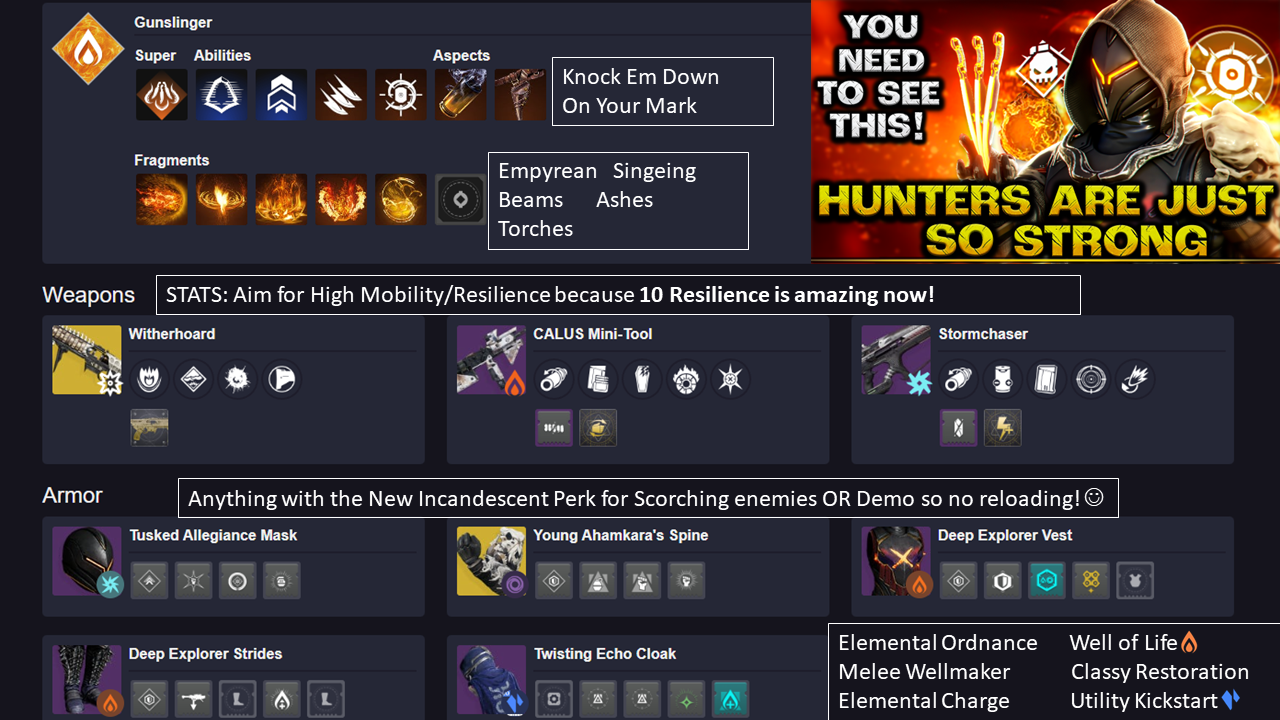 Gunslinger
Super Abilities Aspects
Knock Em Down
On Your Mark
Fragments
Empyrean Singeing
Beams Ashes
Torches
YOU
NEED
TO SEE
THIS!
HUNTERS ARE JUST
SO STRONG
Weapons
STATS: Aim for High Mobility/Resilience because 10 Resilience is amazing now!
Witherhoard
CALUS Mini-Tool
Stormchaser
Armor
Anything with the New Incandescent Perk for Scorching enemies OR Demo so no reloading!☺
Tusked Allegiance Mask
Young Ahamkara's Spine
Deep Explorer Vest
Deep Explorer Strides
Twisting Echo Cloak
Elemental Ordnance Well of Life
Melee Wellmaker Classy Restoration
Elemental Charge Utility Kickstart